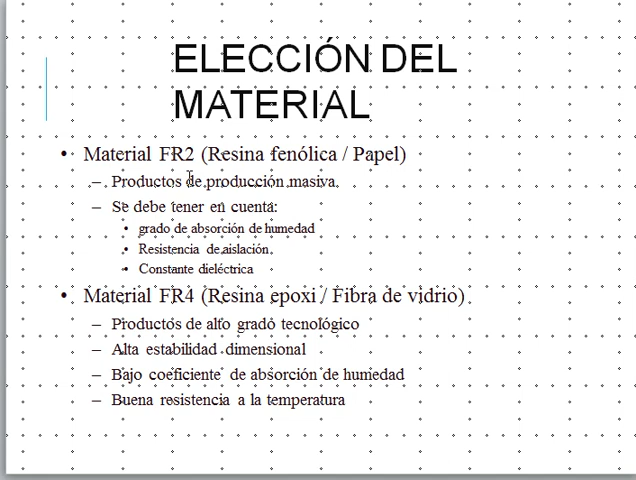 ELECCIÓN DEL
MATERIAL
• Material FR2 (Resina fenólica / Papel)
– Productos de producción masiva
– Se debe tener en cuenta:
• grado de absorción de humedad
• Resistencia de aislación
• Constante dieléctrica
• Material FR4 (Resina epoxi / Fibra de vidrio)
– Productos de alto grado tecnológico
– Alta estabilidad dimensional
– Bajo coeficiente de absorción de humedad
– Buena resistencia a la temperatura